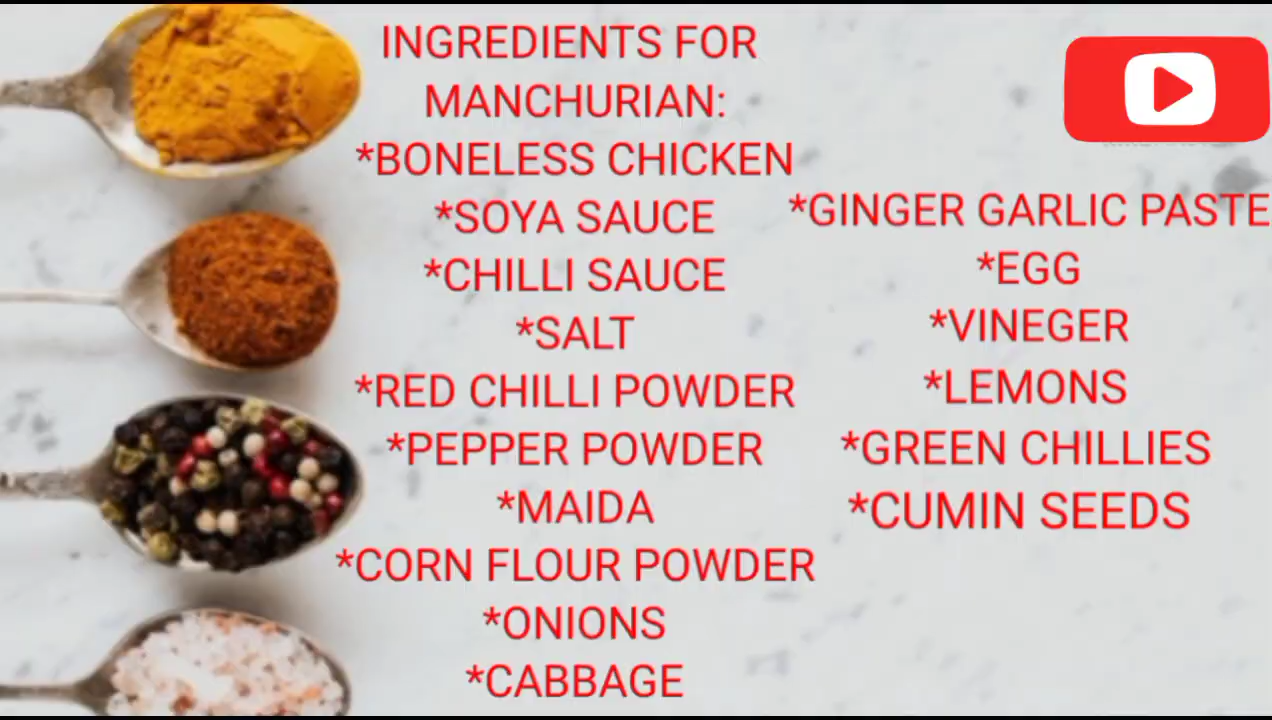 INGREDIENTS FOR
MANCHURIAN:
*BONELESS CHICKEN
*SOYA SAUCE
*CHILLI SAUCE
*SALT
*RED CHILLI POWDER
*PEPPER POWDER
*MAIDA
*CORN FLOUR POWDER
*ONIONS
*CABBAGE
*GINGER GARLIC PASTE
*EGG
*VINEGER
*LEMONS
*GREEN CHILLIES
*CUMIN SEEDS